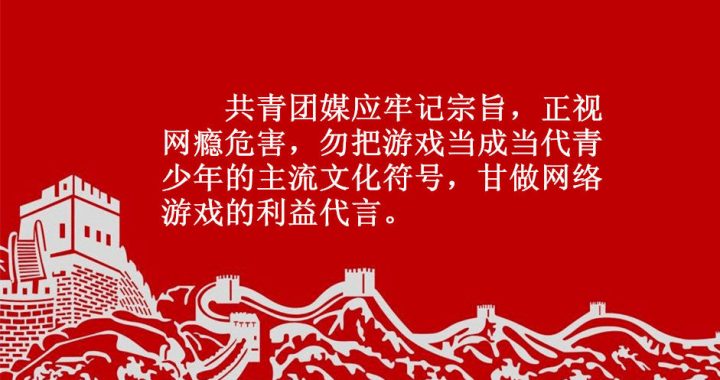 共青团媒应牢记宗旨，正视
网瘾危害，勿把游戏当成当代青
少年的主流文化符号，甘做网络
游戏的利益代言。